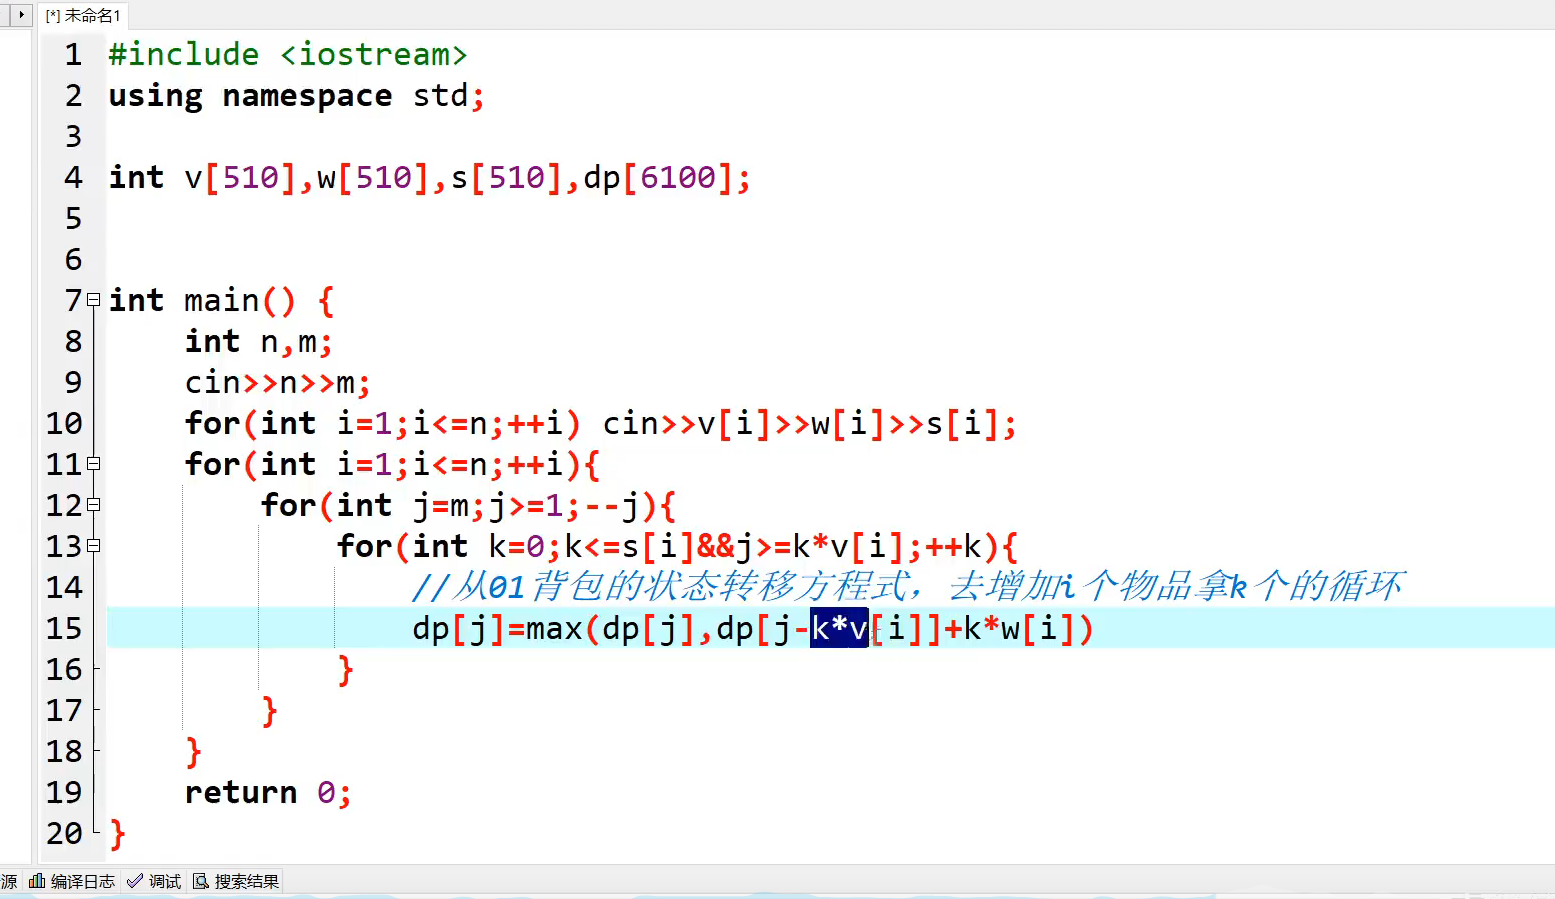 [*] 未命名1
1 #include <iostream>
2 using namespace std;
3
4 int v[510],w[510],s[510],dp[6100];
5
6
7 int main() {
8 int n,m;
9 cin>>n>>m;
10 for(int i=1;i<=n;++i) cin>>v[i]>>w[i]>>s[i];
11 for(int i=1;i<=n;++i){
12 for(int j=m;j>=1;--j){
13 for(int k=0;k<=s[i]&&j>=k*v[i];++k){
14 //从01背包的状态转移方程式，去增加i个物品拿k个的循环
15 dp[j]=max(dp[j],dp[j-k*v[i]]+k*w[i])
16 }
17 }
18 }
19 return 0;
20 }
源 编译日志 调试 搜索结果